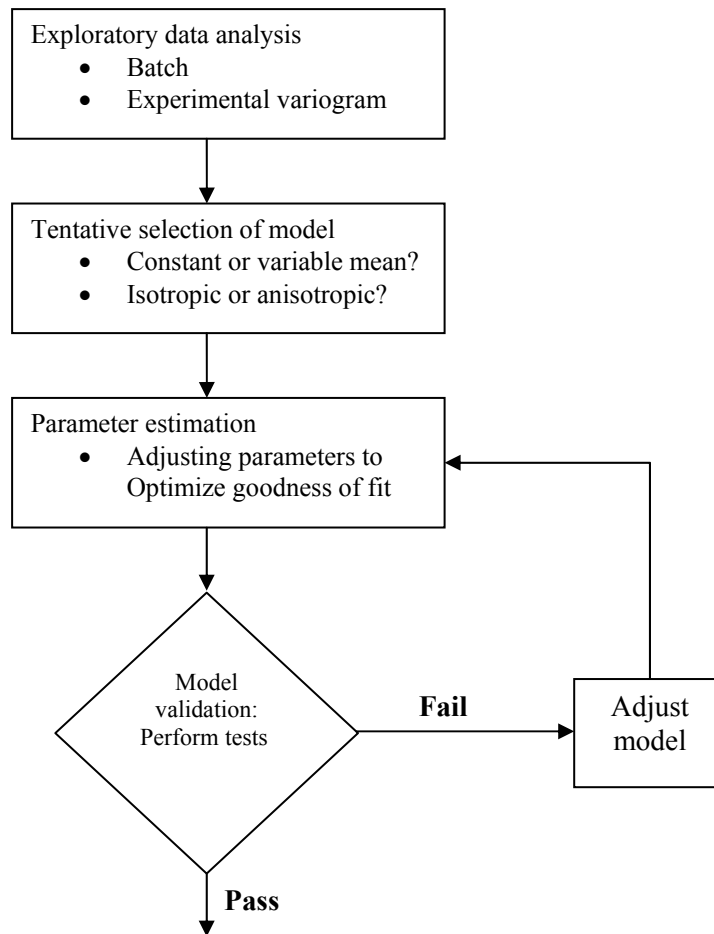 Exploratory data analysis
• Batch
• Experimental variogram
Tentative selection of model
• Constant or variable mean?
• Isotropic or anisotropic?
Parameter estimation
• Adjusting parameters to
Optimize goodness of fit
Model
validation:
Perform tests
Fail
Adjust
model
Pass